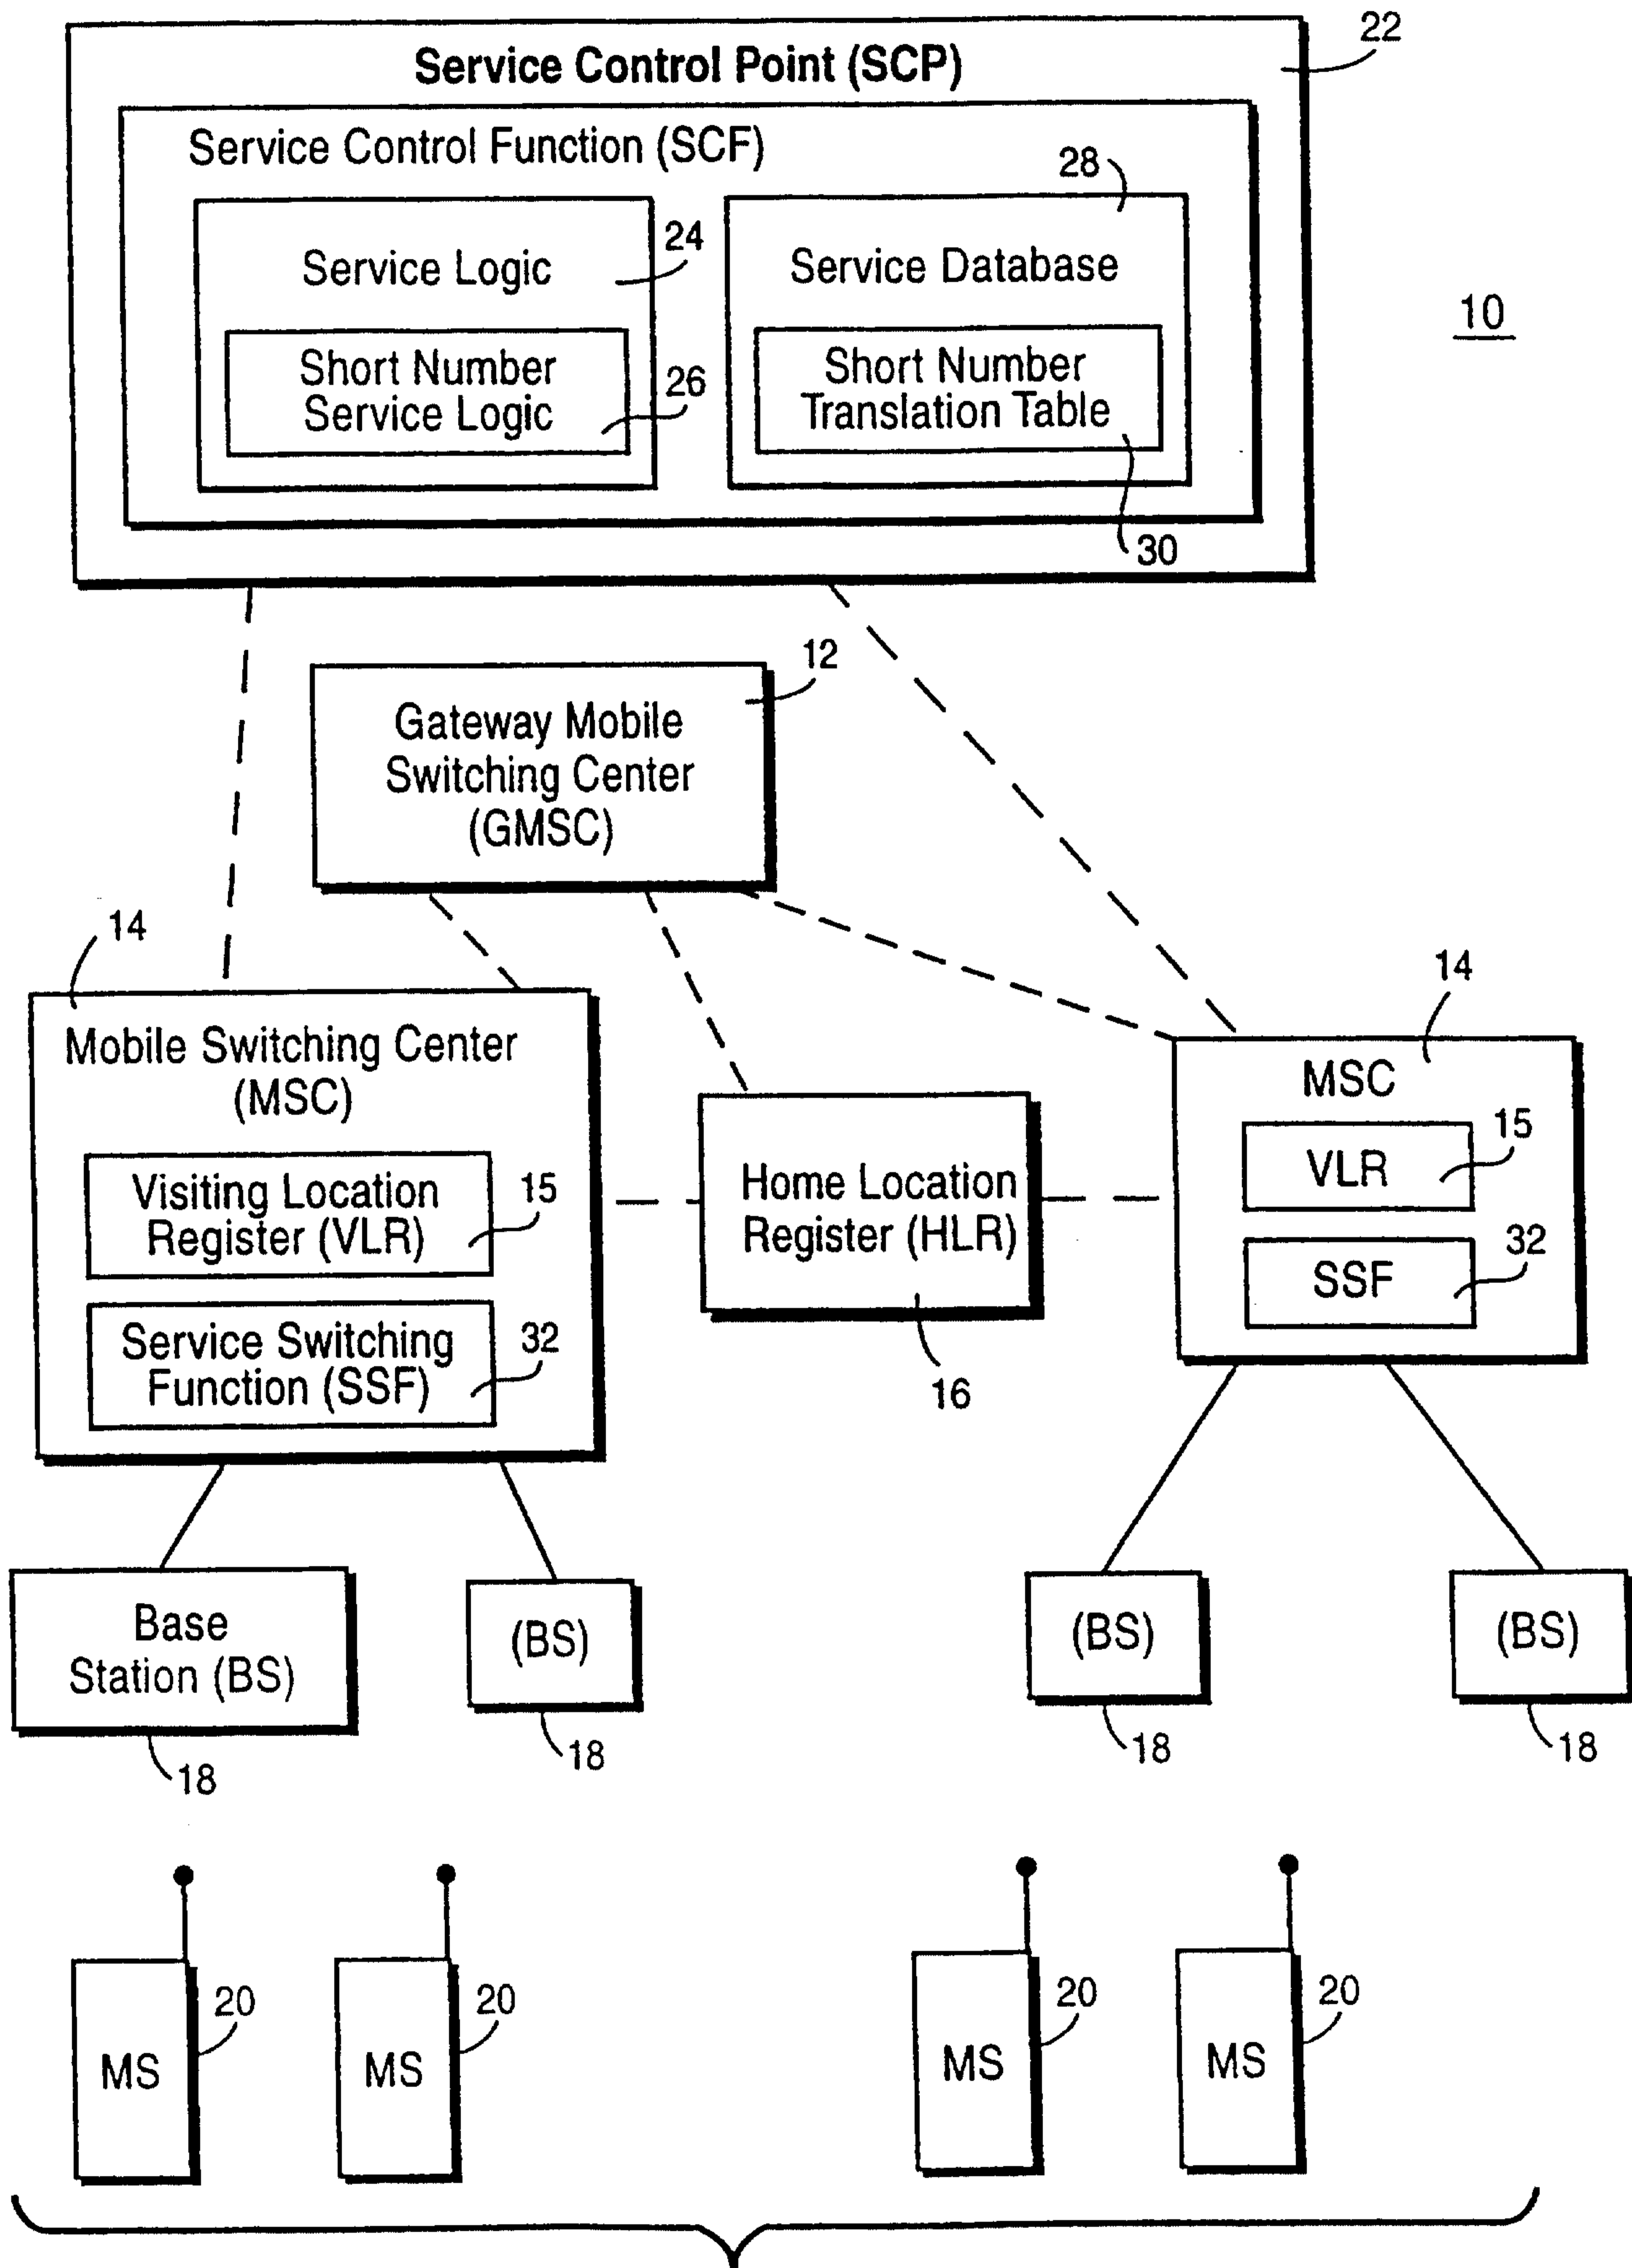 22
Service Control Point (SCP)
Service Control Function (SCF)
28
24
Service Logic
Service Database
10
Short Number
Service Logic
26
Short Number
Translation Table
30
12
Gateway Mobile
Switching Center
(GMSC)
14
Mobile Switching Center
(MSC)
Visiting Location
Register (VLR)
15
Service Switching
Function (SSF)
32
Home Location
Register (HLR)
16
14
MSC
VLR
15
SSF
32
Base
Station (BS)
18
(BS)
18
(BS)
18
(BS)
18
MS
20
MS
20
MS
20
MS
20